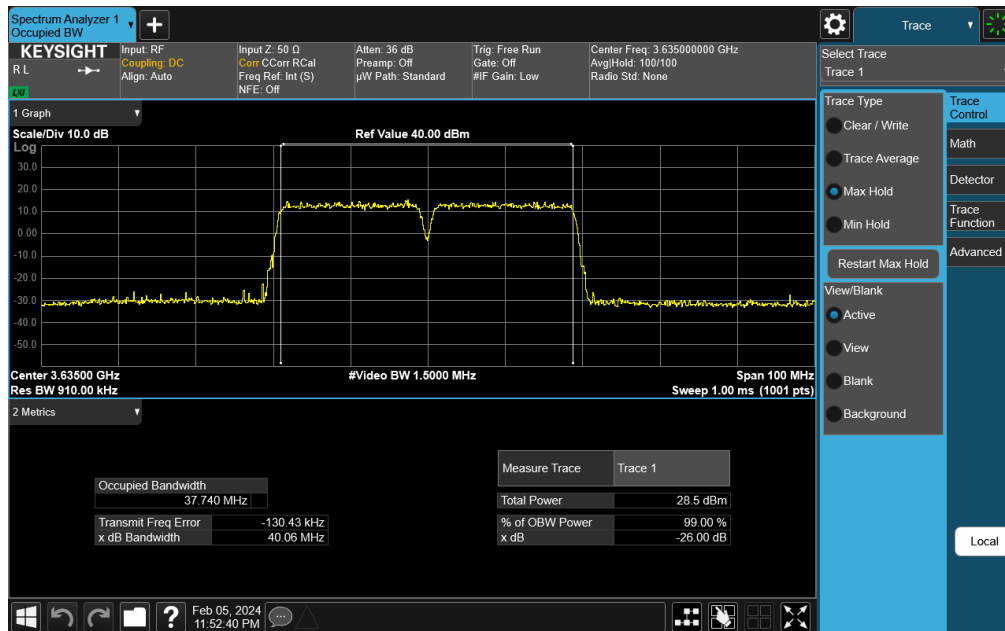 Spectrum Analyzer 1
Occupied BW
KEYSIGHT
R L
LXI
Input: RF
Coupling: DC
Align: Auto
Input Z: 50 Ω
Corr CCorr RCal
Freq Ref: Int (S)
NFE: Off
Atten: 36 dB
Preamp: Off
µW Path: Standard
Trig: Free Run
Gate: Off
#IF Gain: Low
Center Freq: 3.635000000 GHz
Avg|Hold: 100/100
Radio Std: None
1 Graph
Scale/Div 10.0 dB
Ref Value 40.00 dBm
Log
30.0
20.0
10.0
0.00
-10.0
-20.0
-30.0
-40.0
-50.0
Center 3.63500 GHz
#Video BW 1.5000 MHz
Span 100 MHz
Res BW 910.00 kHz
Sweep 1.00 ms (1001 pts)
2 Metrics
Occupied Bandwidth
37.740 MHz
Transmit Freq Error -130.43 kHz
x dB Bandwidth 40.06 MHz
Measure Trace Trace 1
Total Power 28.5 dBm
% of OBW Power 99.00 %
x dB -26.00 dB
Feb 05, 2024
11:52:40 PM
Trace
Select Trace
Trace 1
Trace Type
Clear / Write
Trace Average
Max Hold
Min Hold
Restart Max Hold
View/Blank
Active
View
Blank
Background
Trace
Control
Math
Detector
Trace
Function
Advanced
Local